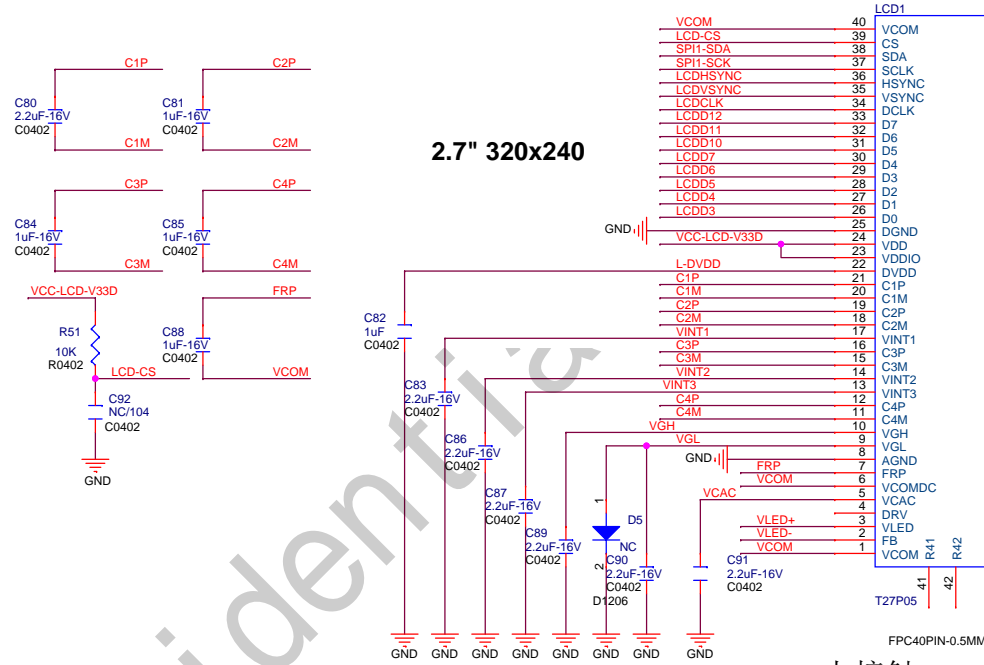 LCD1
VCOM 40 VCOM
LCD-CS 39 CS
SPI1-SDA 38 SDA
SPI1-SCK 37 SCLK
LCDHSYNC 36 HSYNC
LCDVSYNC 35 VSYNC
LCDCLK 34 DCLK
LCDD12 33 D7
LCDD11 32 D6
LCDD10 31 D5
LCDD7 30 D4
LCDD6 29 D3
LCDD5 28 D2
LCDD4 27 D1
LCDD3 26 D0
GND 25 DGND
VCC-LCD-V33D 24 VDD
23 VDDIO
L-DVDD 22 DVDD
C1P 21 C1P
C1M 20 C1M
C2P 19 C2P
C2M 18 C2M
VINT1 17 VINT1
C3P 16 C3P
C3M 15 C3M
VINT2 14 VINT2
VINT3 13 VINT3
C4P 12 C4P
C4M 11 C4M
VGH 10 VGH
VGL 9 VGL
GND 8 AGND
FRP 7 FRP
VCOM 6 VCOMDC
VCAC 5 VCAC
4 DRV
VLED+ 3 VLED
VLED- 2 FB
VCOM 1 VCOM
R41 R42
41 42
T27P05
FPC40PIN-0.5MM
2.7" 320x240
C1P C2P
C80 C81
2.2uF-16V 1uF-16V
C0402 C0402
C1M C2M
C3P C4P
C84 C85
1uF-16V 1uF-16V
C0402 C0402
C3M C4M
VCC-LCD-V33D FRP
R51
10K
R0402
C88
1uF-16V
C0402
LCD-CS VCOM
C92
NC/104
C0402
GND
C82
1uF
C0402
C83
2.2uF-16V
C0402
C86
2.2uF-16V
C0402
C87
2.2uF-16V
C0402
C89
2.2uF-16V
C0402
1
D5
NC
2
D1206
C90
2.2uF-16V
C0402
C91
2.2uF-16V
C0402
GND GND GND GND GND GND GND GND
identia